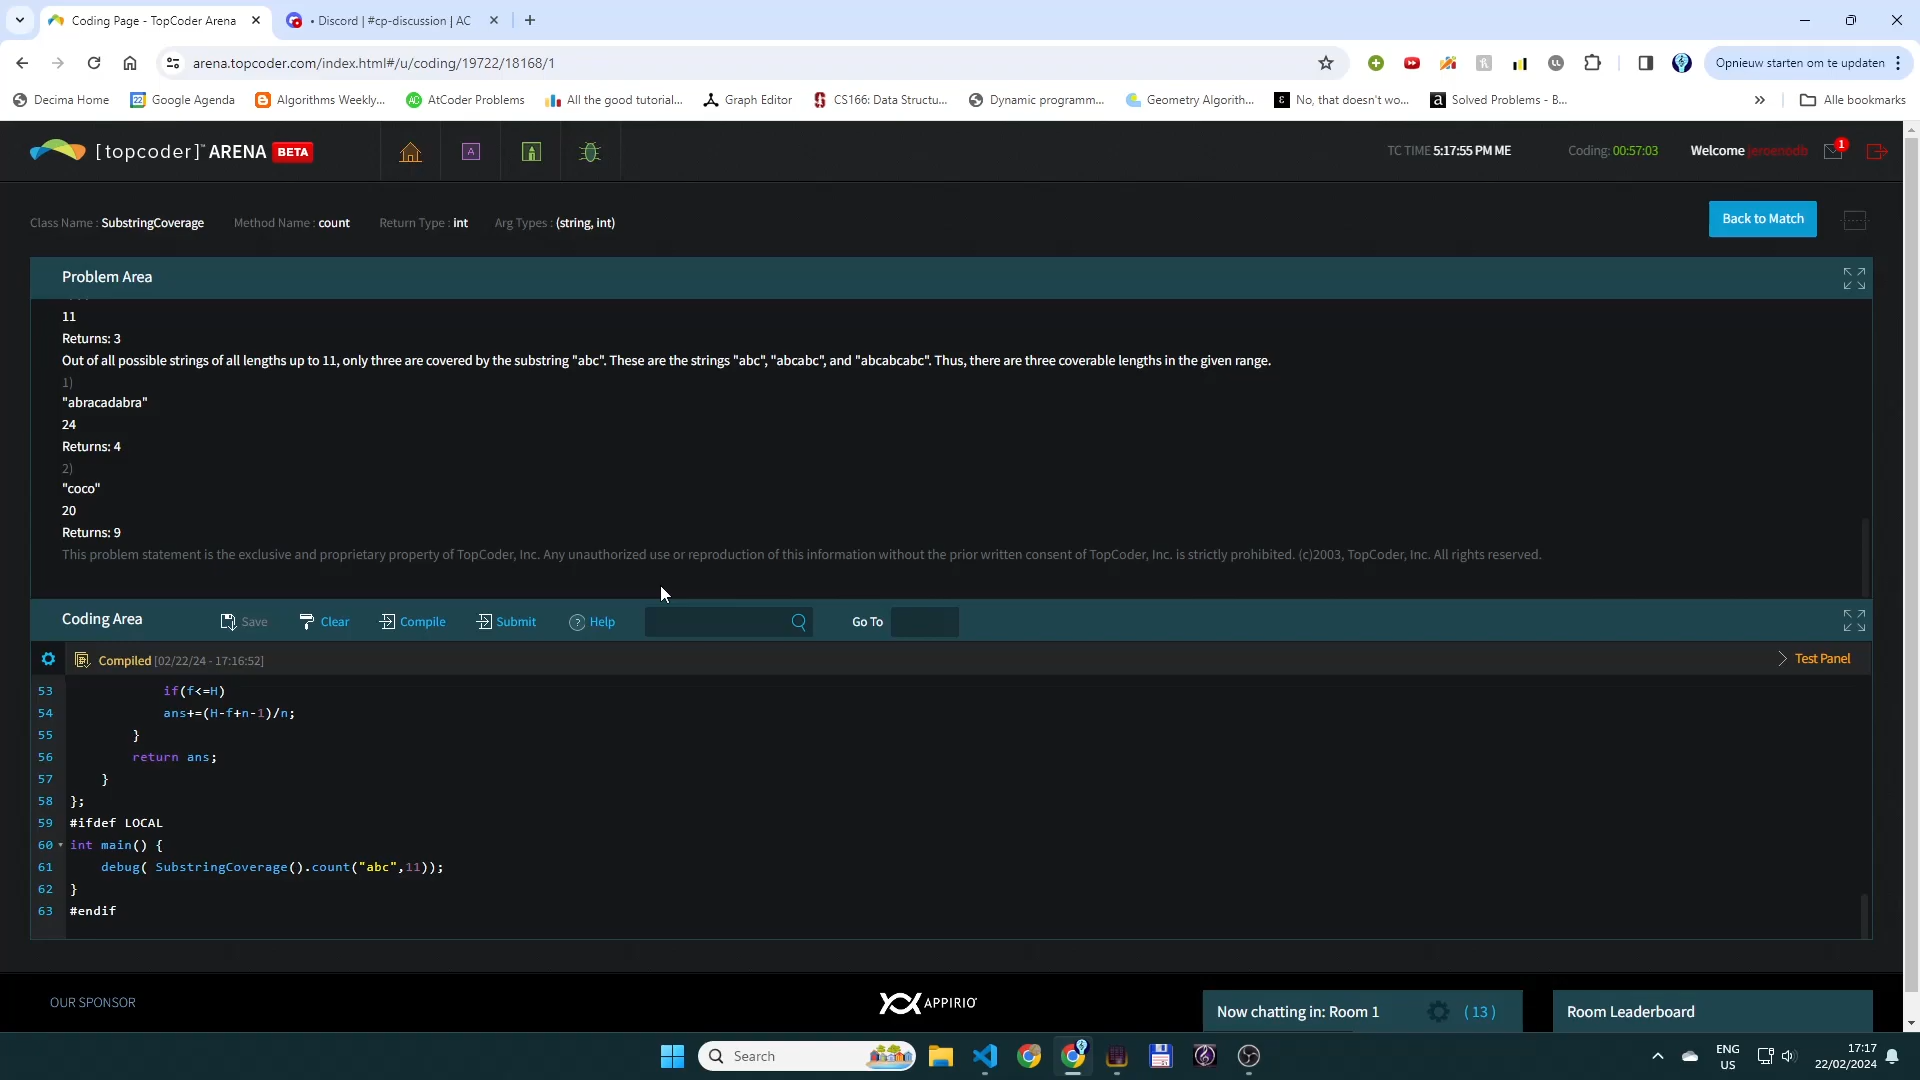 Coding Page - TopCoder Arena
• Discord | #cp-discussion | AC
arena.topcoder.com/index.html#/u/coding/19722/18168/1
Opnieuw starten om te updaten
Decima Home
Google Agenda
Algorithms Weekly...
AtCoder Problems
All the good tutorial...
Graph Editor
CS166: Data Structu...
Dynamic programm...
Geometry Algorith...
No, that doesn't wo...
Solved Problems - B...
Alle bookmarks
[topcoder]™ ARENA BETA
TC TIME 5:17:55 PM ME
Coding: 00:57:03
Welcome jeroenodb
1
Class Name : SubstringCoverage
Method Name : count
Return Type : int
Arg Types : (string, int)
Back to Match
Problem Area
11
Returns: 3
Out of all possible strings of all lengths up to 11, only three are covered by the substring "abc". These are the strings "abc", "abcabc", and "abcabcabc". Thus, there are three coverable lengths in the given range.
1)
"abracadabra"
24
Returns: 4
2)
"coco"
20
Returns: 9
This problem statement is the exclusive and proprietary property of TopCoder, Inc. Any unauthorized use or reproduction of this information without the prior written consent of TopCoder, Inc. is strictly prohibited. (c)2003, TopCoder, Inc. All rights reserved.
Coding Area
Save
Clear
Compile
Submit
Help
Go To
Compiled [02/22/24 - 17:16:52]
Test Panel
53 if(f<=H)
54 ans+=(H-f+n-1)/n;
55 }
56 return ans;
57 }
58 };
59 #ifdef LOCAL
60 int main() {
61 debug( SubstringCoverage().count("abc",11));
62 }
63 #endif
OUR SPONSOR
APPIRIO
Now chatting in: Room 1
( 13 )
Room Leaderboard
Search
ENG
US
17:17
22/02/2024